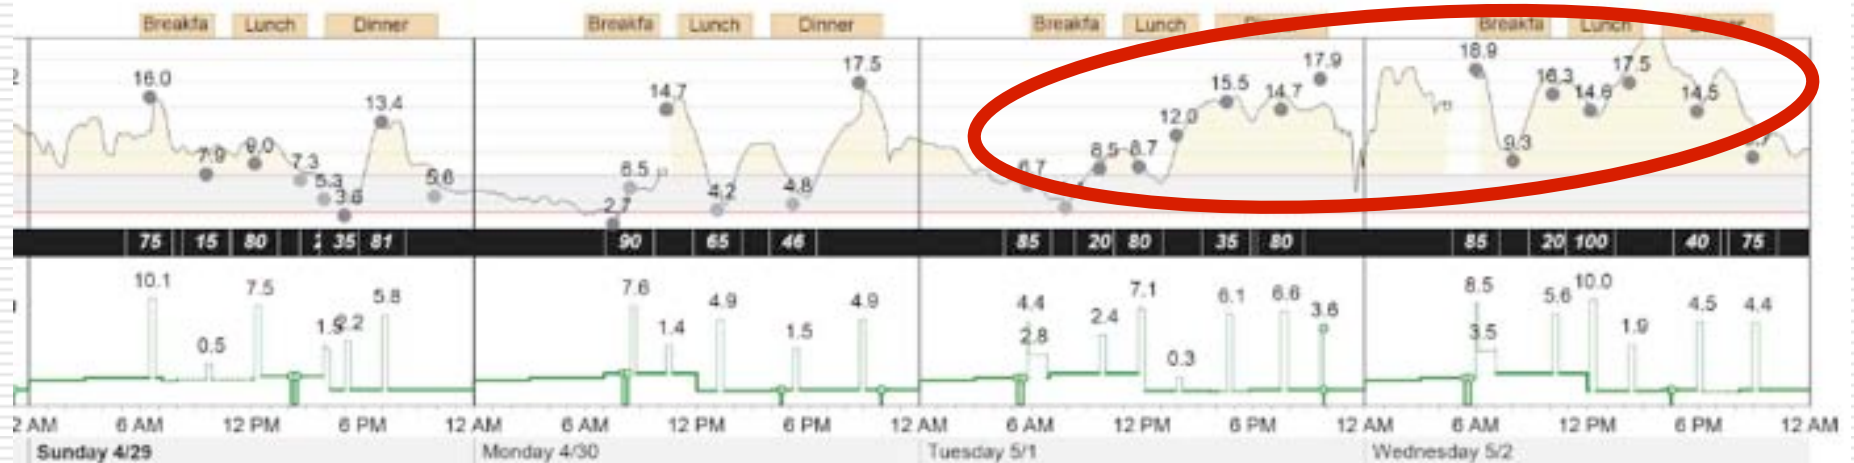 Breakfa Lunch Dinner Breakfa Lunch Dinner Breakfa Lunch Dinner Breakfa Lunch Dinner
16.0 7.9 9.0 7.3 5.3 3.6 13.4 5.6 2.7 6.5 14.7 4.2 4.8 17.5 6.7 8.5 8.7 12.0 15.5 14.7 17.9 18.9 9.3 16.3 14.6 17.5 14.5
75 15 80 35 81 90 65 46 85 20 80 35 80 85 20 100 40 75
10.1 0.5 7.5 1.5 2.2 5.8 7.6 1.4 4.9 1.5 4.9 4.4 2.8 2.4 7.1 0.3 6.1 6.6 3.6 8.5 3.5 5.6 10.0 1.9 4.5 4.4
2 AM 6 AM 12 PM 6 PM 12 AM 6 AM 12 PM 6 PM 12 AM 6 AM 12 PM 6 PM 12 AM 6 AM 12 PM 6 PM 12 AM
Sunday 4/29 Monday 4/30 Tuesday 5/1 Wednesday 5/2